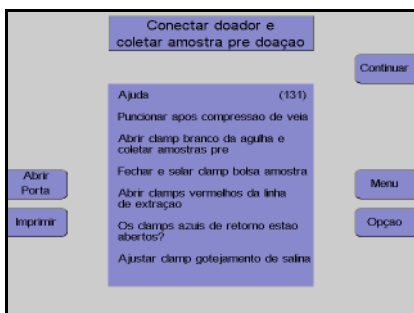 Conectar doador e
coletar amostra pre doaçao
Continuar
Ajuda (131)
Puncionar apos compressao de veia
Abrir clamp branco da agulha e
coletar amostras pre
Fechar e selar clamp bolsa amostra
Abrir clamps vermelhos da linha
de extraçao
Os clamps azuis de retorno estao
abertos?
Ajustar clamp gotejamento de salina
Abrir
Porta
Imprimir
Menu
Opçao